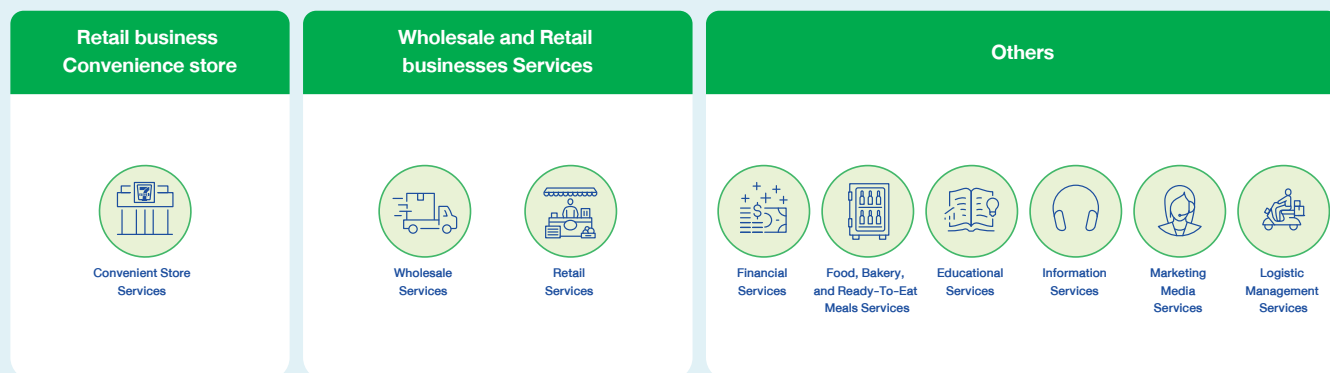 Retail business
Convenience store
Wholesale and Retail
businesses Services
Others
7
Convenient Store
Services
Wholesale
Services
Retail
Services
$
Financial
Services
Food, Bakery,
and Ready-To-Eat
Meals Services
Educational
Services
Information
Services
Marketing
Media
Services
Logistic
Management
Services